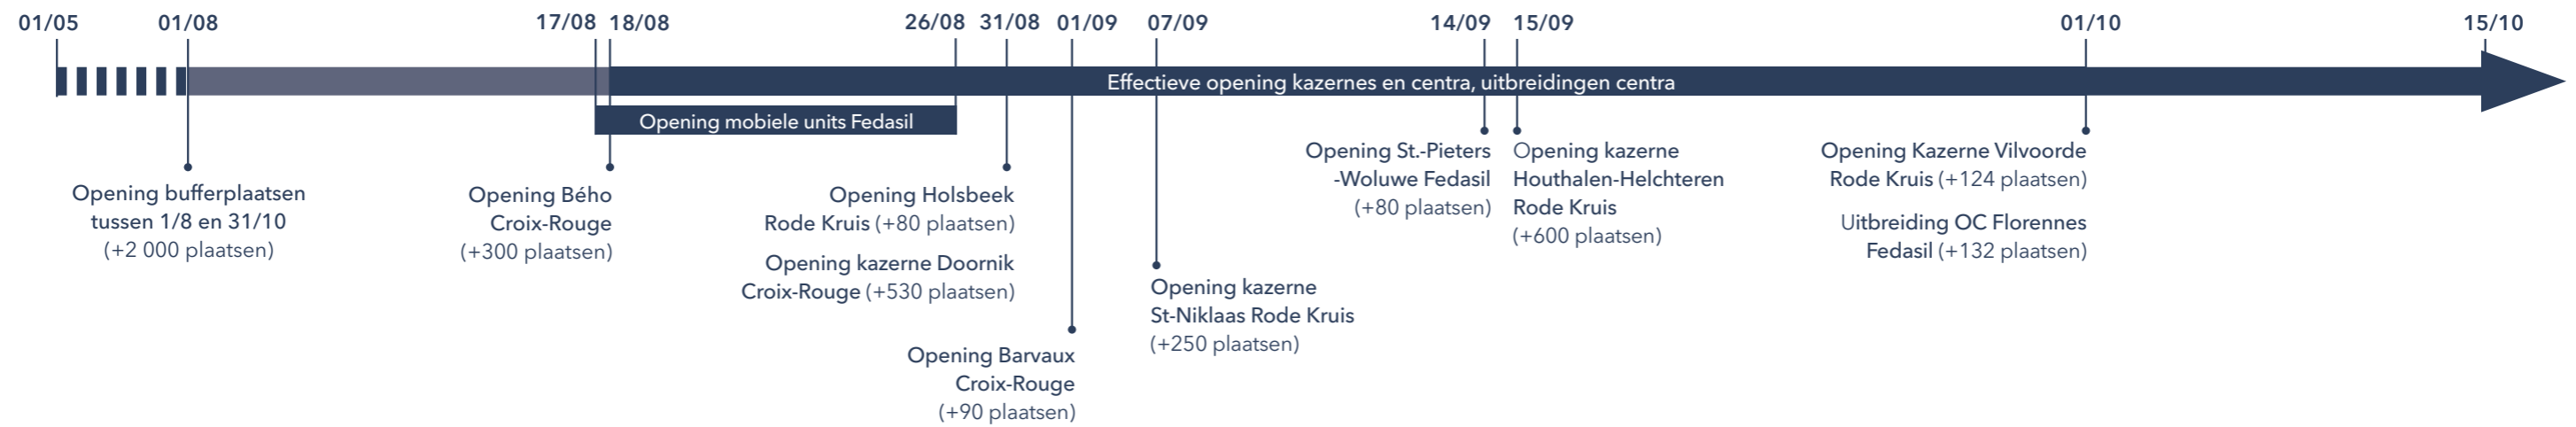 01/05
01/08
17/08
18/08
26/08
31/08
01/09
07/09
14/09
15/09
01/10
15/10
Effectieve opening kazernes en centra, uitbreidingen centra
Opening mobiele units Fedasil
Opening bufferplaatsen
tussen 1/8 en 31/10
(+2 000 plaatsen)
Opening Bého
Croix-Rouge
(+300 plaatsen)
Opening Holsbeek
Rode Kruis (+80 plaatsen)
Opening kazerne Doornik
Croix-Rouge (+530 plaatsen)
Opening Barvaux
Croix-Rouge
(+90 plaatsen)
Opening kazerne
St-Niklaas Rode Kruis
(+250 plaatsen)
Opening St.-Pieters
-Woluwe Fedasil
(+80 plaatsen)
Opening kazerne
Houthalen-Helchteren
Rode Kruis
(+600 plaatsen)
Opening Kazerne Vilvoorde
Rode Kruis (+124 plaatsen)
Uitbreiding OC Florennes
Fedasil (+132 plaatsen)